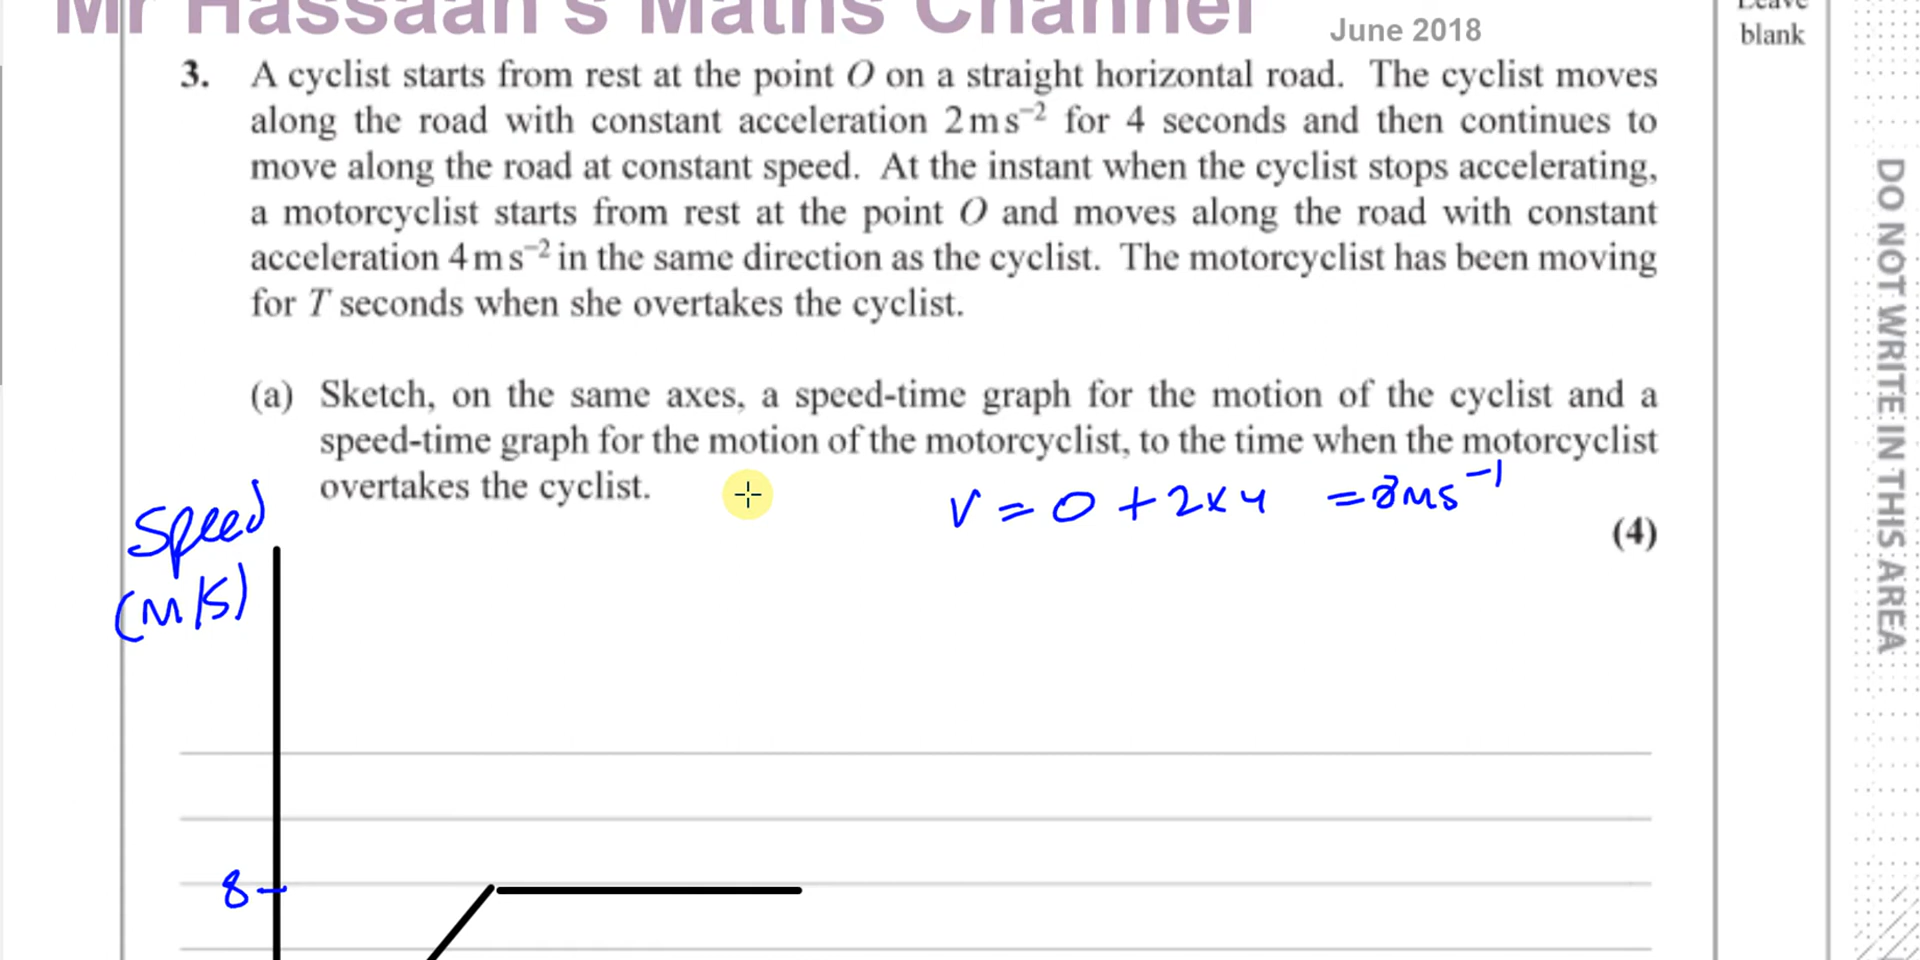 Mr Hassaan's Maths Channel
June 2018
Leave
blank
3. A cyclist starts from rest at the point O on a straight horizontal road. The cyclist moves
along the road with constant acceleration 2 m s⁻² for 4 seconds and then continues to
move along the road at constant speed. At the instant when the cyclist stops accelerating,
a motorcyclist starts from rest at the point O and moves along the road with constant
acceleration 4 m s⁻² in the same direction as the cyclist. The motorcyclist has been moving
for T seconds when she overtakes the cyclist.
(a) Sketch, on the same axes, a speed-time graph for the motion of the cyclist and a
speed-time graph for the motion of the motorcyclist, to the time when the motorcyclist
overtakes the cyclist.
V = 0 + 2 x 4 = 8 ms⁻¹
(4)
Speed
(M/S)
8
DO NOT WRITE IN THIS AREA